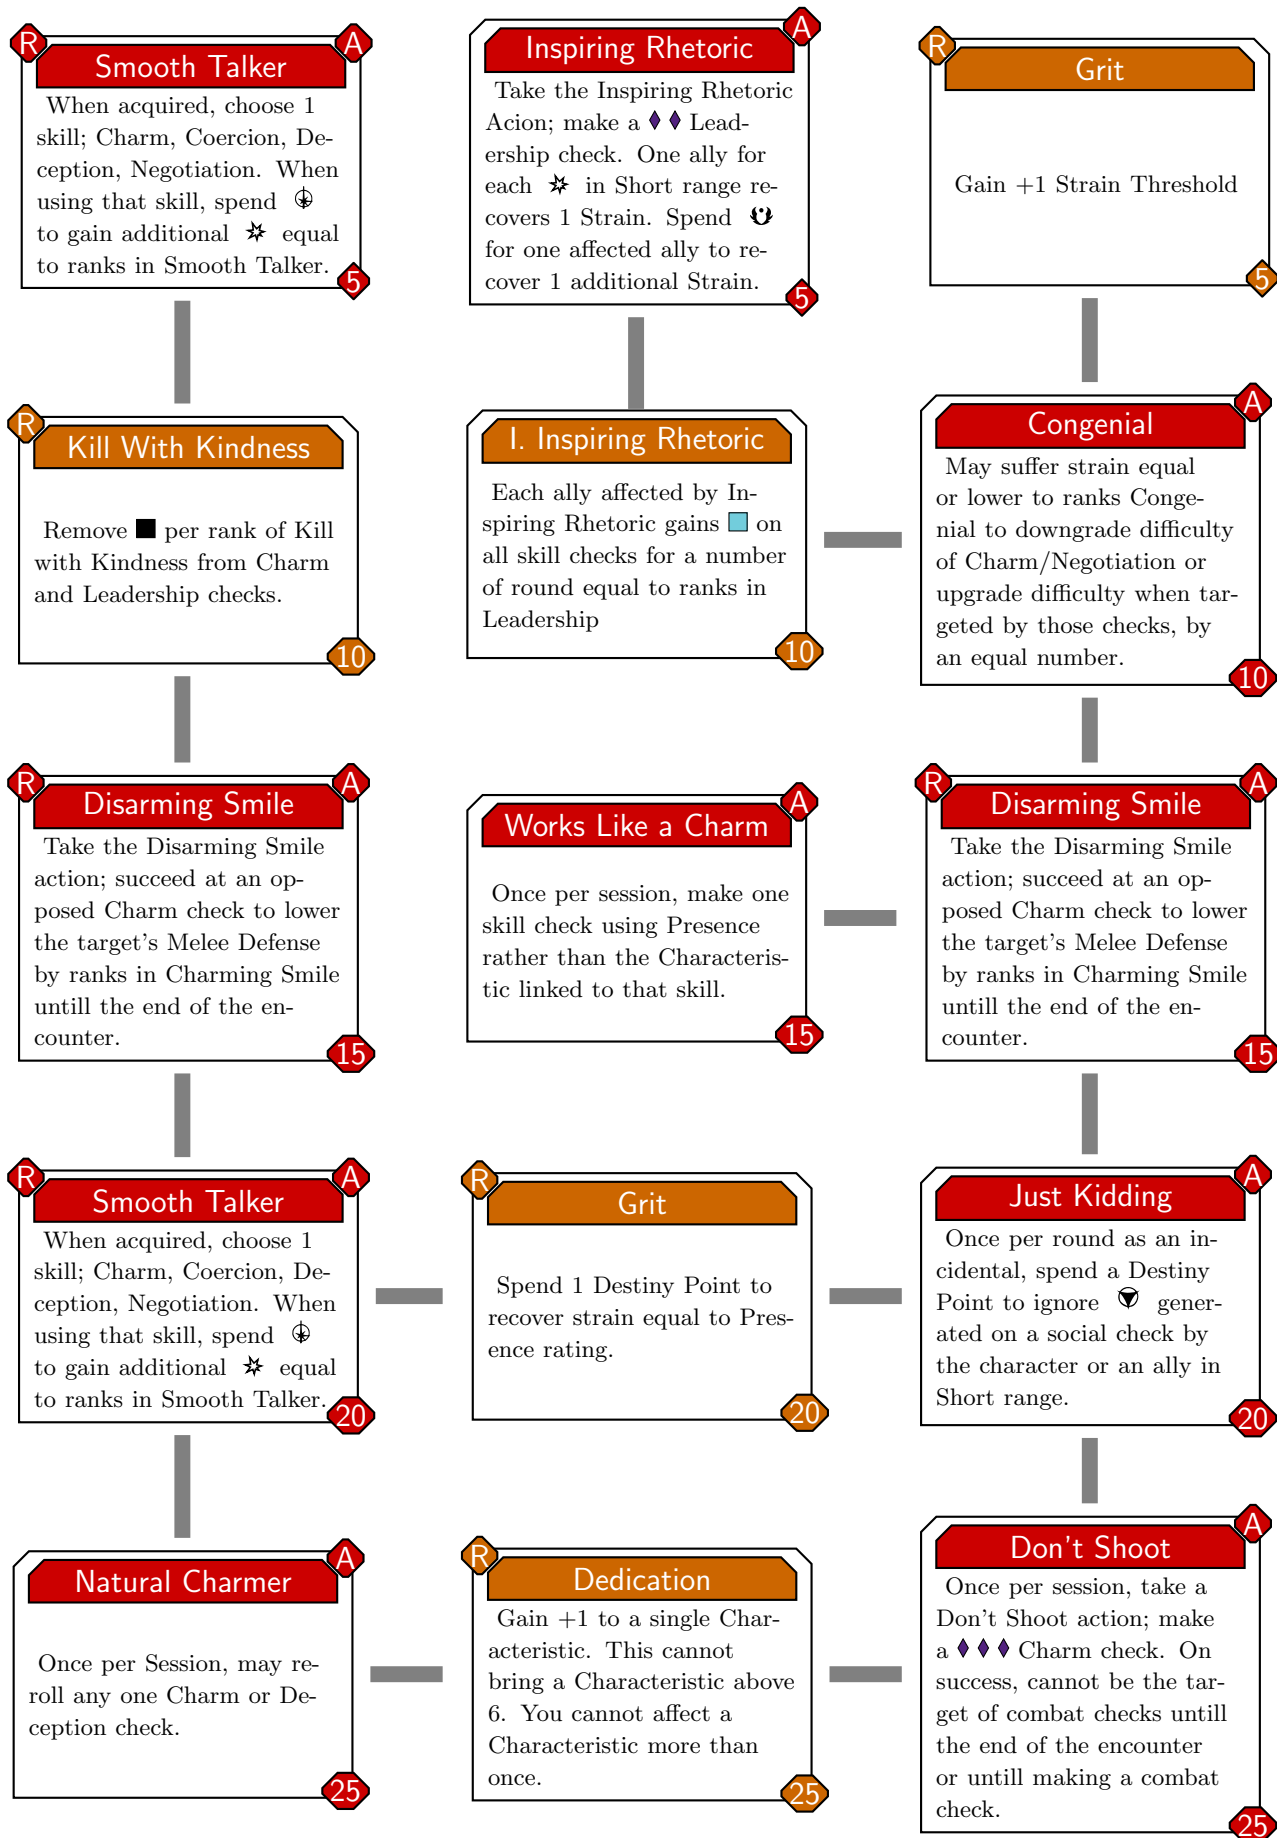 R
A
Smooth Talker
When acquired, choose 1
skill; Charm, Coercion, De-
ception, Negotiation. When
using that skill, spend
to gain additional equal
to ranks in Smooth Talker.
5
A
Inspiring Rhetoric
Take the Inspiring Rhetoric
Acion; make a Lead-
ership check. One ally for
each in Short range re-
covers 1 Strain. Spend
for one affected ally to re-
cover 1 additional Strain.
5
R
Grit
Gain +1 Strain Threshold
5
R
Kill With Kindness
Remove per rank of Kill
with Kindness from Charm
and Leadership checks.
10
I. Inspiring Rhetoric
Each ally affected by In-
spiring Rhetoric gains on
all skill checks for a number
of round equal to ranks in
Leadership
10
A
Congenial
May suffer strain equal
or lower to ranks Conge-
nial to downgrade difficulty
of Charm/Negotiation or
upgrade difficulty when tar-
geted by those checks, by
an equal number.
10
R
A
Disarming Smile
Take the Disarming Smile
action; succeed at an op-
posed Charm check to lower
the target's Melee Defense
by ranks in Charming Smile
untill the end of the en-
counter.
15
A
Works Like a Charm
Once per session, make one
skill check using Presence
rather than the Characteris-
tic linked to that skill.
15
R
A
Disarming Smile
Take the Disarming Smile
action; succeed at an op-
posed Charm check to lower
the target's Melee Defense
by ranks in Charming Smile
untill the end of the en-
counter.
15
R
A
Smooth Talker
When acquired, choose 1
skill; Charm, Coercion, De-
ception, Negotiation. When
using that skill, spend
to gain additional equal
to ranks in Smooth Talker.
20
R
Grit
Spend 1 Destiny Point to
recover strain equal to Pres-
ence rating.
20
A
Just Kidding
Once per round as an in-
cidental, spend a Destiny
Point to ignore gener-
ated on a social check by
the character or an ally in
Short range.
20
A
Natural Charmer
Once per Session, may re-
roll any one Charm or De-
ception check.
25
R
Dedication
Gain +1 to a single Char-
acteristic. This cannot
bring a Characteristic above
6. You cannot affect a
Characteristic more than
once.
25
A
Don't Shoot
Once per session, take a
Don't Shoot action; make
a Charm check. On
success, cannot be the tar-
get of combat checks untill
the end of the encounter
or untill making a combat
check.
25